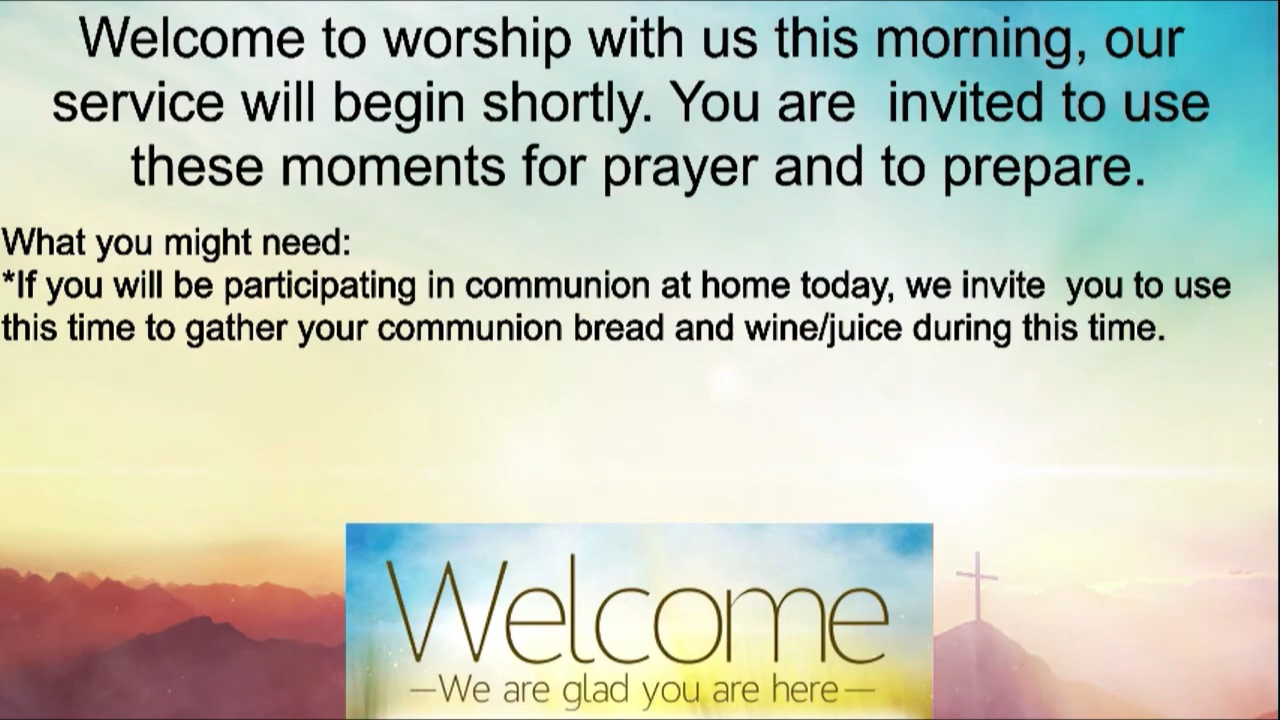 Welcome to worship with us this morning, our
service will begin shortly. You are  invited to use
these moments for prayer and to prepare.
What you might need:
*If you will be participating in communion at home today, we invite  you to use
this time to gather your communion bread and wine/juice during this time.
Welcome
—We are glad you are here—